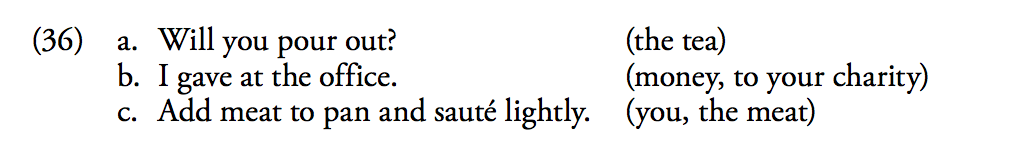 (36) a. Will you pour out? (the tea)
b. I gave at the office. (money, to your charity)
c. Add meat to pan and sauté lightly. (you, the meat)